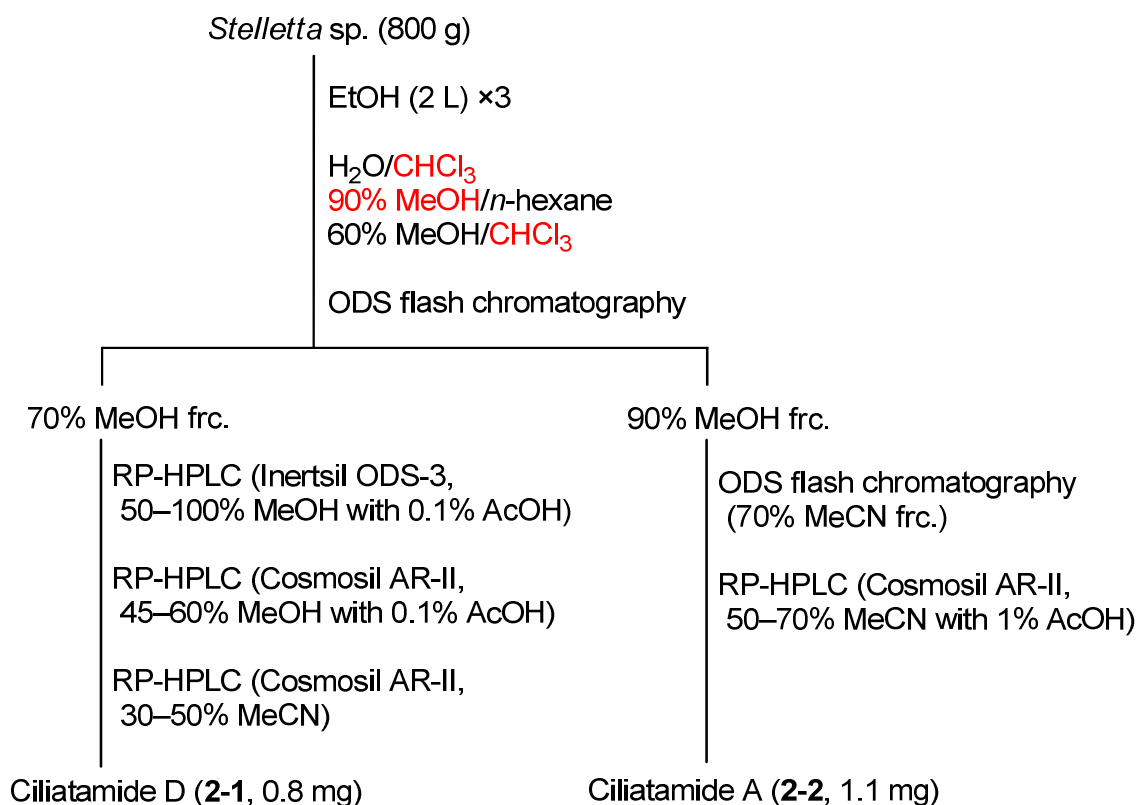 Stelletta sp. (800 g)
EtOH (2 L) ×3
H₂O/CHCl₃
90% MeOH/n-hexane
60% MeOH/CHCl₃
ODS flash chromatography
70% MeOH frc.
RP-HPLC (Inertsil ODS-3,
50–100% MeOH with 0.1% AcOH)
RP-HPLC (Cosmosil AR-II,
45–60% MeOH with 0.1% AcOH)
RP-HPLC (Cosmosil AR-II,
30–50% MeCN)
Ciliatamide D (2-1, 0.8 mg)
90% MeOH frc.
ODS flash chromatography
(70% MeCN frc.)
RP-HPLC (Cosmosil AR-II,
50–70% MeCN with 1% AcOH)
Ciliatamide A (2-2, 1.1 mg)